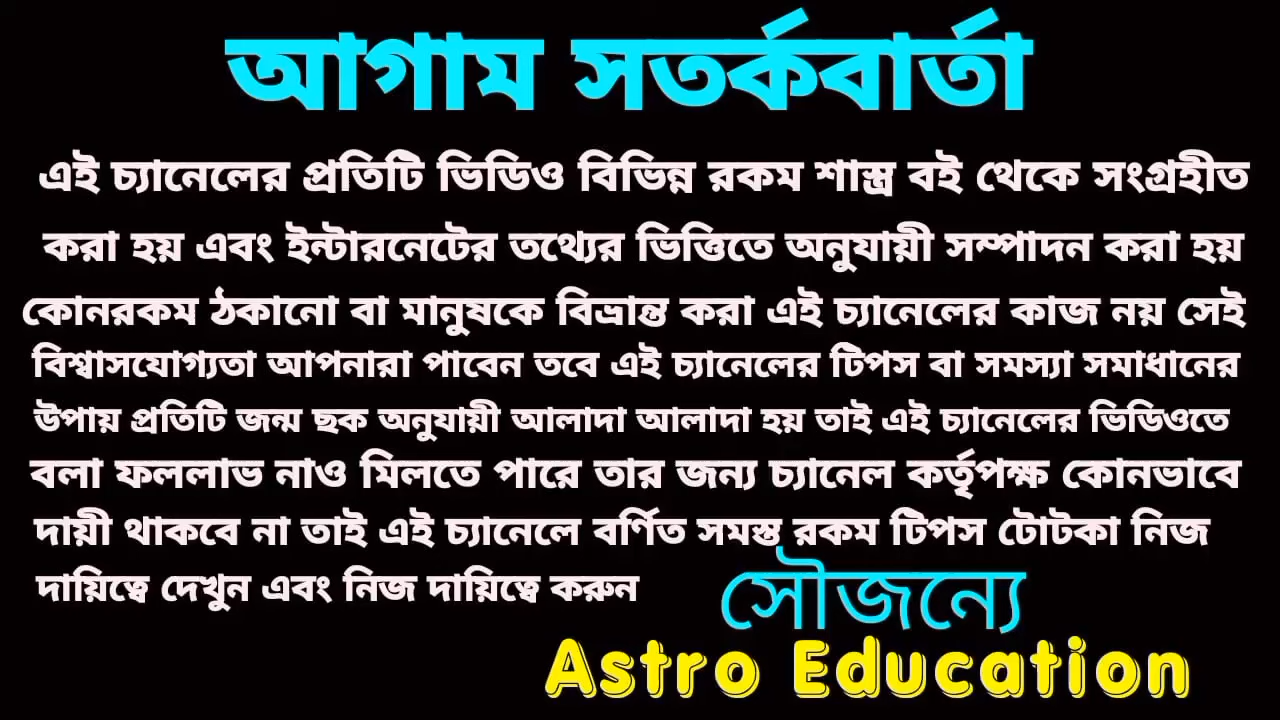 আগাম সতর্কবার্তা
এই চ্যানেলের প্রতিটি ভিডিও বিভিন্ন রকম শাস্ত্র বই থেকে সংগ্রহীত
করা হয় এবং ইন্টারনেটের তথ্যের ভিত্তিতে অনুযায়ী সম্পাদন করা হয়
কোনরকম ঠকানো বা মানুষকে বিভ্রান্ত করা এই চ্যানেলের কাজ নয় সেই
বিশ্বাসযোগ্যতা আপনারা পাবেন তবে এই চ্যানেলের টিপস বা সমস্যা সমাধানের
উপায় প্রতিটি জন্ম ছক অনুযায়ী আলাদা আলাদা হয় তাই এই চ্যানেলের ভিডিওতে
বলা ফললাভ নাও মিলতে পারে তার জন্য চ্যানেল কর্তৃপক্ষ কোনভাবে
দায়ী থাকবে না তাই এই চ্যানেলে বর্ণিত সমস্ত রকম টিপস টোটকা নিজ
দায়িত্বে দেখুন এবং নিজ দায়িত্বে করুন
সৌজন্যে
Astro Education